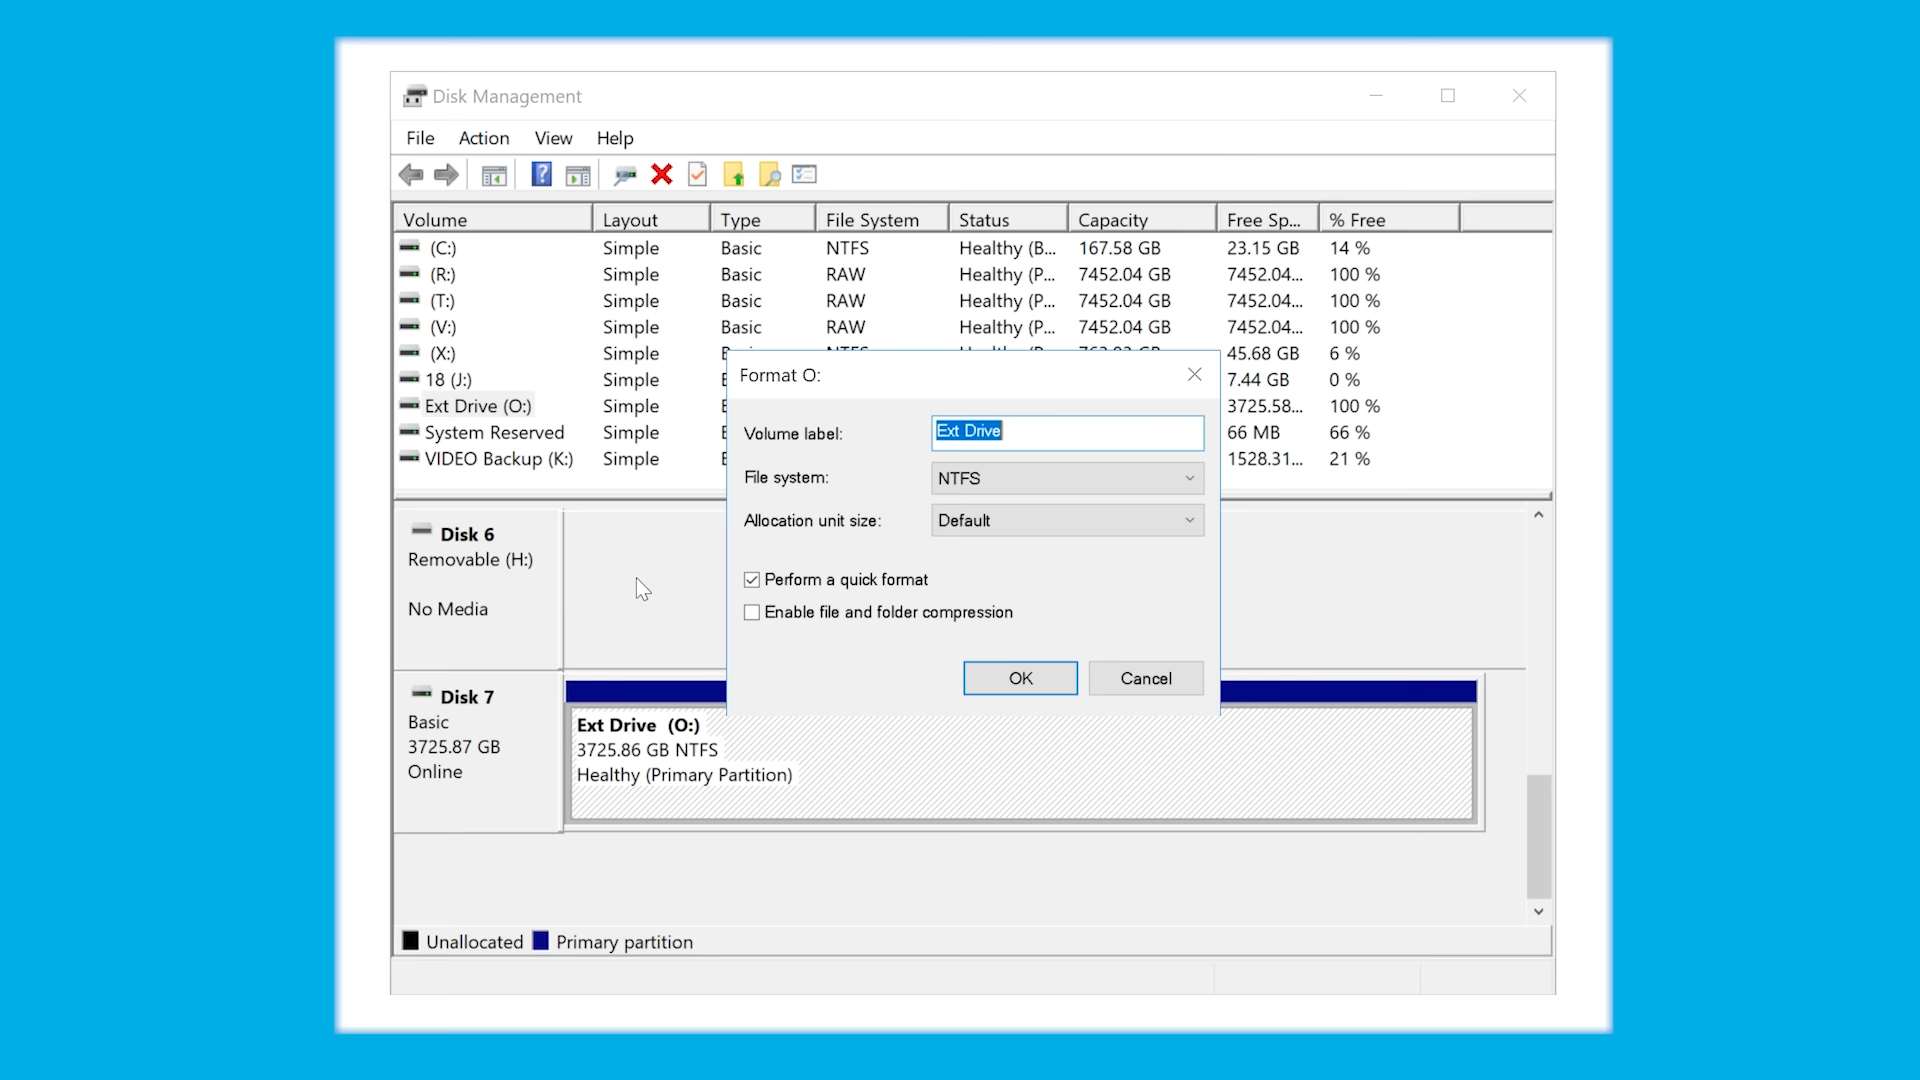 Disk Management
File Action View Help
Volume Layout Type File System Status Capacity Free Sp... % Free
(C:) Simple Basic NTFS Healthy (B... 167.58 GB 23.15 GB 14 %
(R:) Simple Basic RAW Healthy (P... 7452.04 GB 7452.04... 100 %
(T:) Simple Basic RAW Healthy (P... 7452.04 GB 7452.04... 100 %
(V:) Simple Basic RAW Healthy (P... 7452.04 GB 7452.04... 100 %
(X:) Simple 45.68 GB 6 %
18 (J:) Simple 7.44 GB 0 %
Ext Drive (O:) Simple 3725.58... 100 %
System Reserved Simple 66 MB 66 %
VIDEO Backup (K:) Simple 1528.31... 21 %
Format O:
Volume label: Ext Drive
File system: NTFS
Allocation unit size: Default
Perform a quick format
Enable file and folder compression
OK Cancel
Disk 6
Removable (H:)
No Media
Disk 7
Basic
3725.87 GB
Online
Ext Drive (O:)
3725.86 GB NTFS
Healthy (Primary Partition)
Unallocated Primary partition